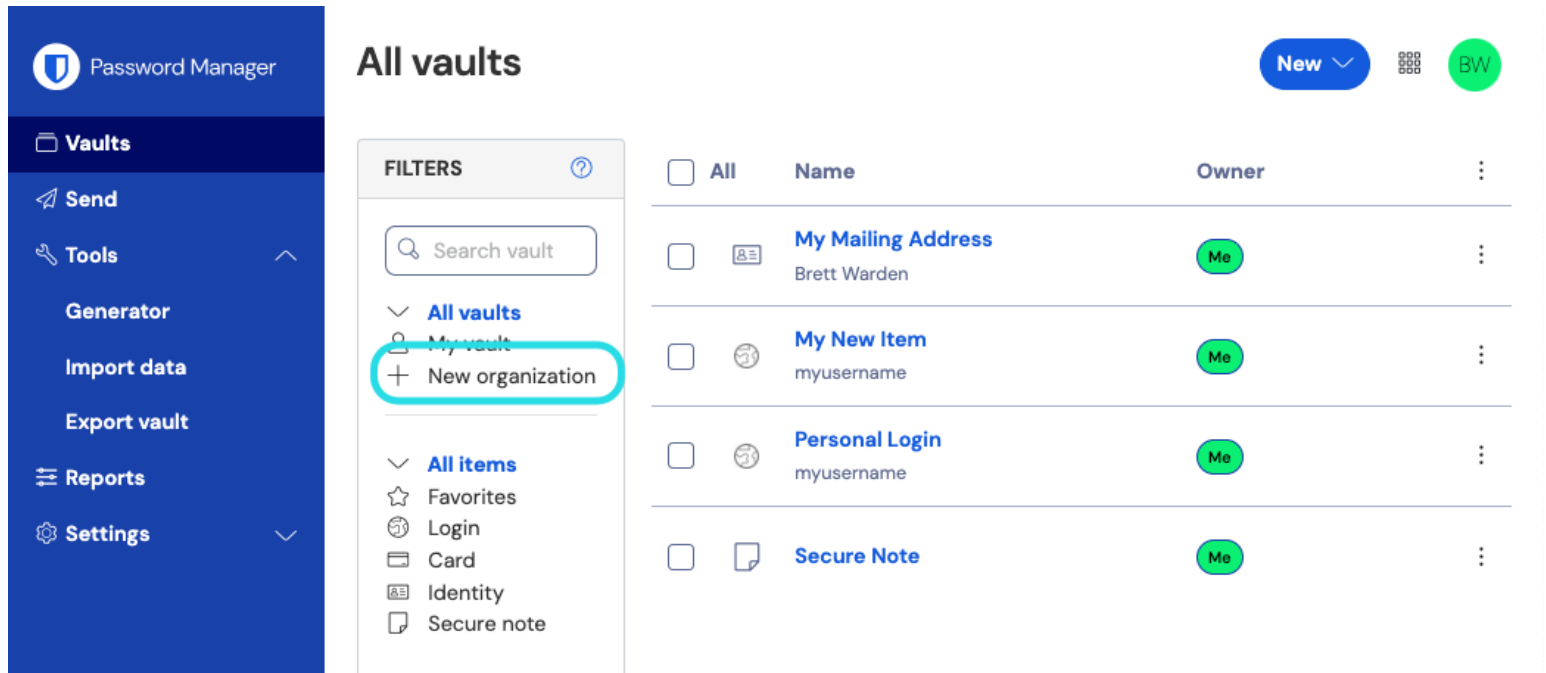 Password Manager
Vaults
Send
Tools
Generator
Import data
Export vault
Reports
Settings
All vaults
New
BW
FILTERS
Search vault
All vaults
My vault
New organization
All items
Favorites
Login
Card
Identity
Secure note
All Name Owner
My Mailing Address
Brett Warden
Me
My New Item
myusername
Me
Personal Login
myusername
Me
Secure Note
Me